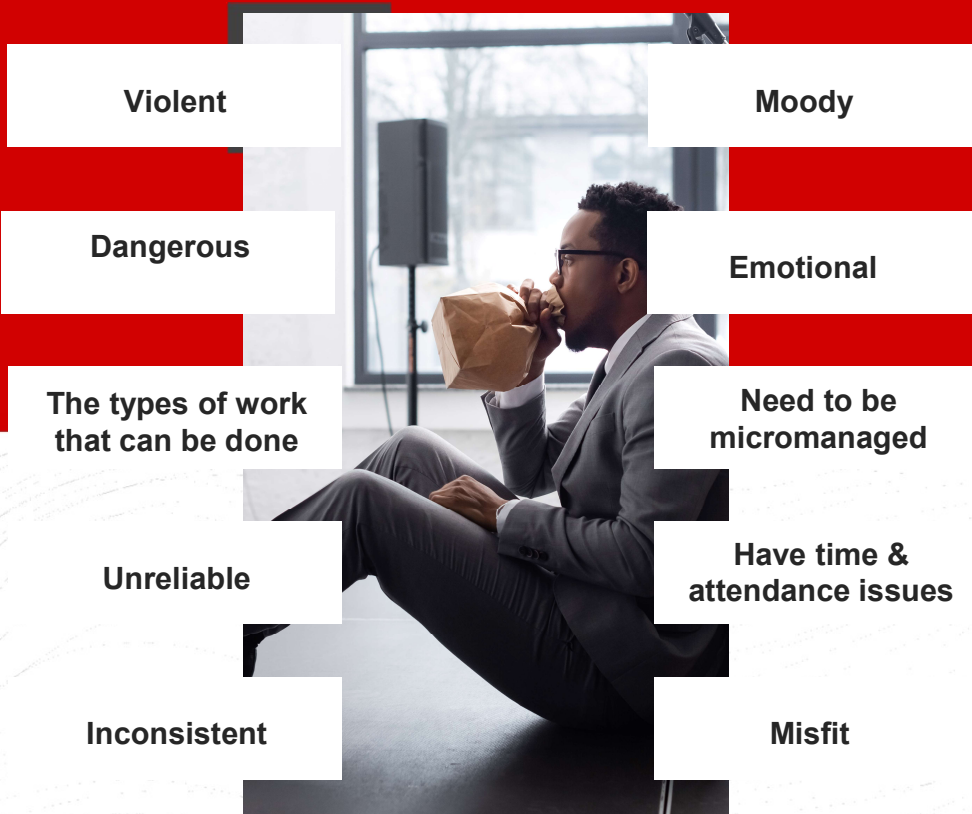 Violent
Moody
Dangerous
Emotional
The types of work
that can be done
Need to be
micromanaged
Unreliable
Have time &
attendance issues
Inconsistent
Misfit